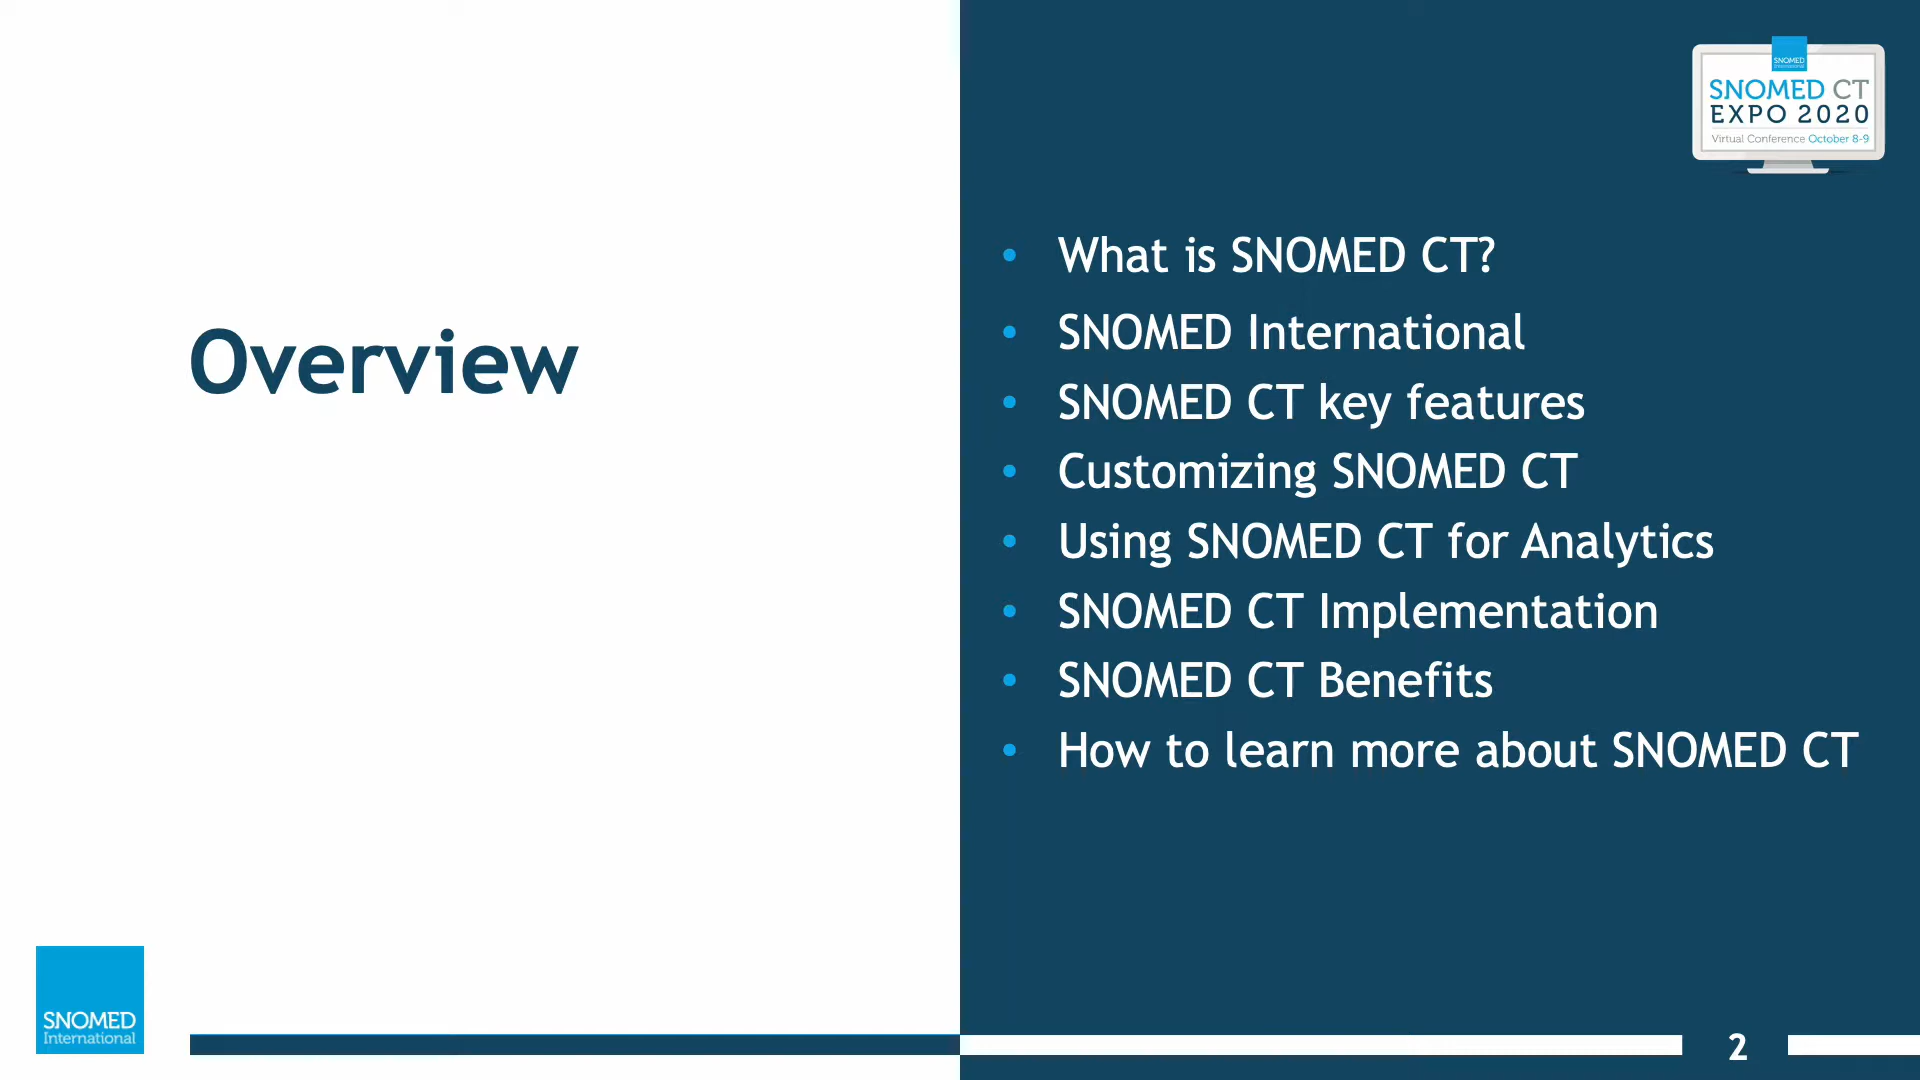 SNOMED
International
SNOMED CT
EXPO 2020
Virtual Conference October 8-9
Overview
• What is SNOMED CT?
• SNOMED International
• SNOMED CT key features
• Customizing SNOMED CT
• Using SNOMED CT for Analytics
• SNOMED CT Implementation
• SNOMED CT Benefits
• How to learn more about SNOMED CT
SNOMED
International
2